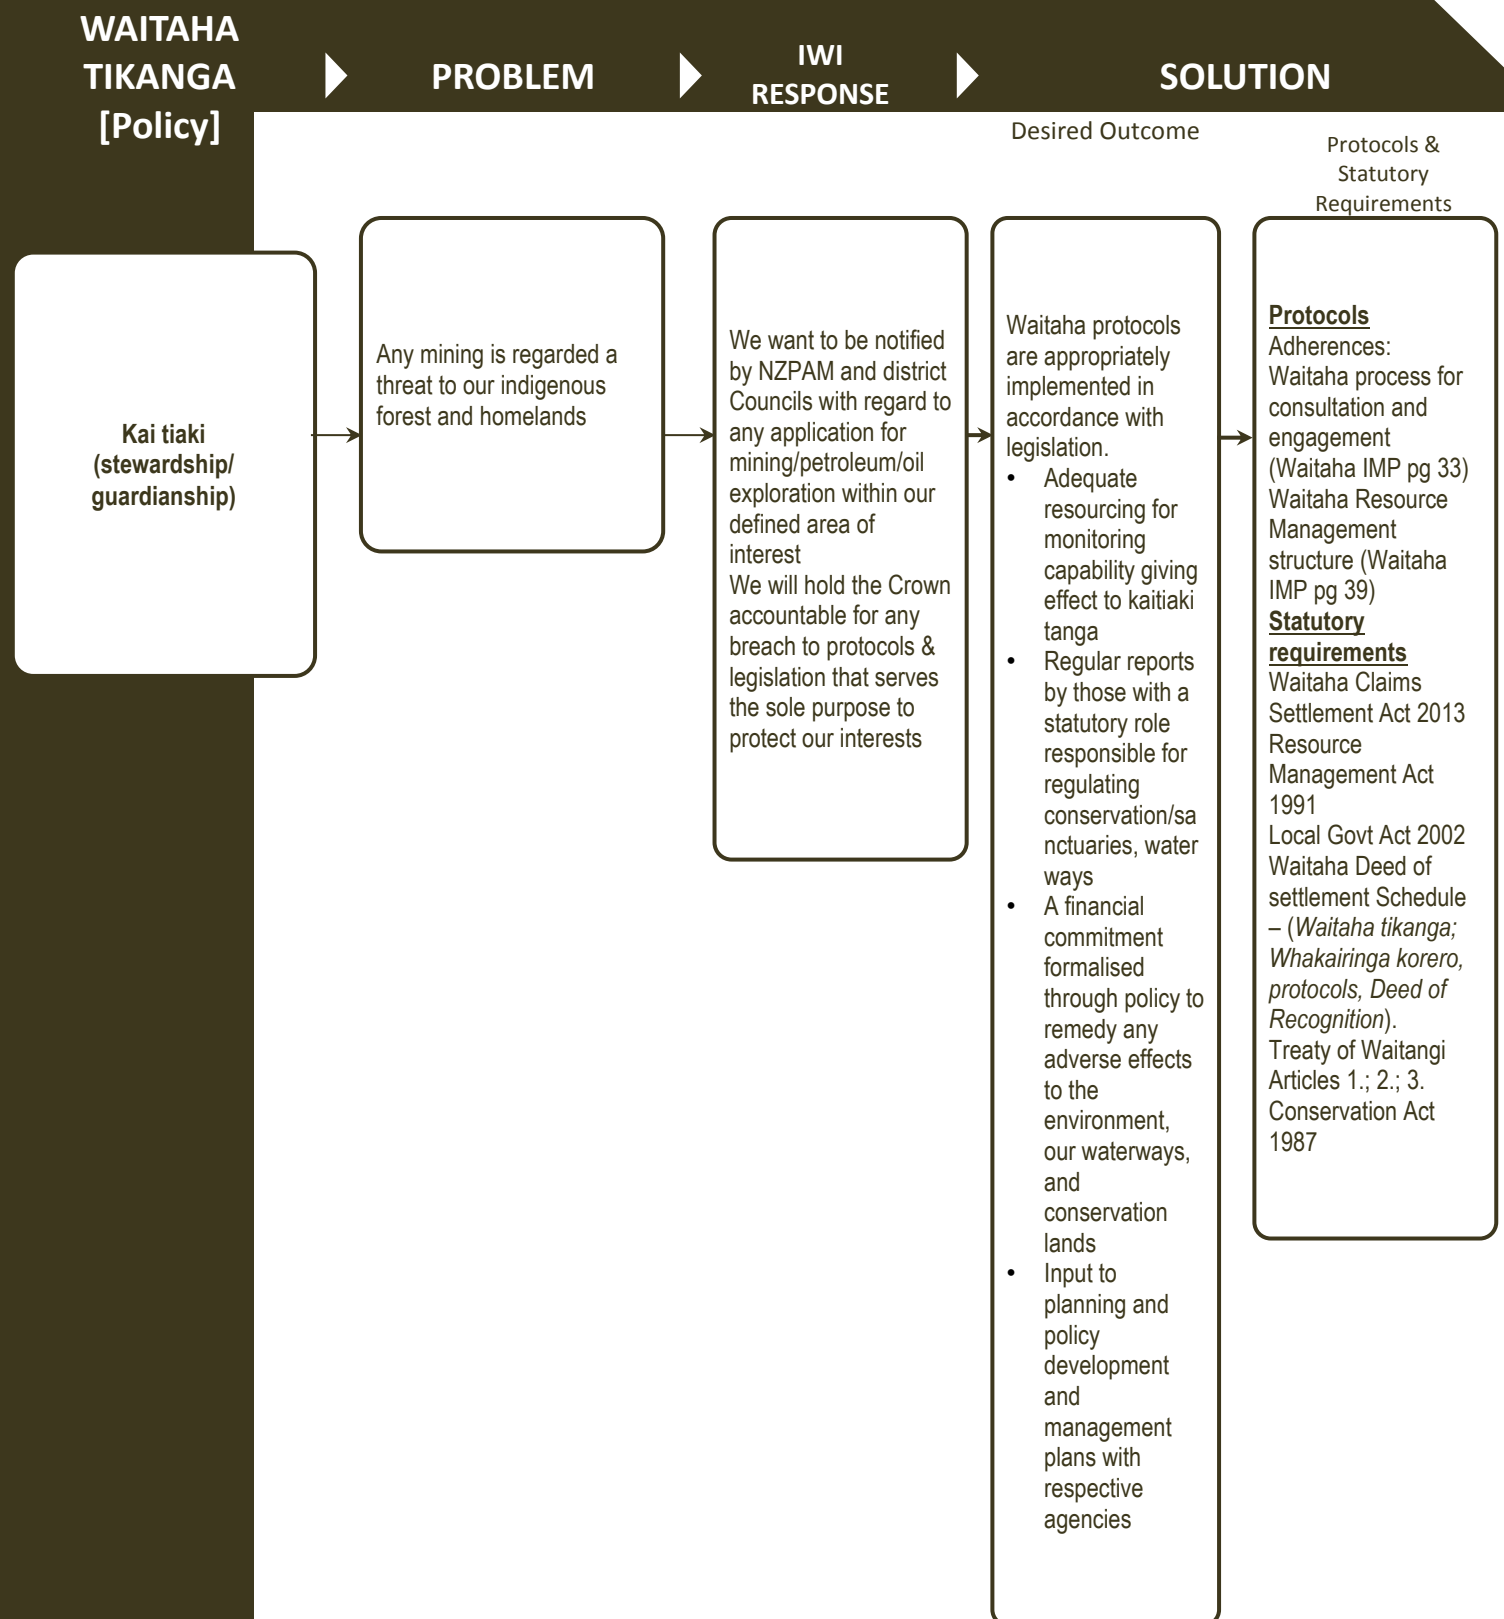 WAITAHA
TIKANGA
[Policy]
PROBLEM
IWI
RESPONSE
SOLUTION
Desired Outcome
Protocols &
Statutory
Requirements
Kai tiaki
(stewardship/
guardianship)
Any mining is regarded a
threat to our indigenous
forest and homelands
We want to be notified
by NZPAM and district
Councils with regard to
any application for
mining/petroleum/oil
exploration within our
defined area of
interest
We will hold the Crown
accountable for any
breach to protocols &
legislation that serves
the sole purpose to
protect our interests
Waitaha protocols
are appropriately
implemented in
accordance with
legislation.
• Adequate
resourcing for
monitoring
capability giving
effect to kaitiaki
tanga
• Regular reports
by those with a
statutory role
responsible for
regulating
conservation/sa
nctuaries, water
ways
• A financial
commitment
formalised
through policy to
remedy any
adverse effects
to the
environment,
our waterways,
and
conservation
lands
• Input to
planning and
policy
development
and
management
plans with
respective
agencies
Protocols
Adherences:
Waitaha process for
consultation and
engagement
(Waitaha IMP pg 33)
Waitaha Resource
Management
structure (Waitaha
IMP pg 39)
Statutory
requirements
Waitaha Claims
Settlement Act 2013
Resource
Management Act
1991
Local Govt Act 2002
Waitaha Deed of
settlement Schedule
– (Waitaha tikanga;
Whakairinga korero,
protocols, Deed of
Recognition).
Treaty of Waitangi
Articles 1.; 2.; 3.
Conservation Act
1987